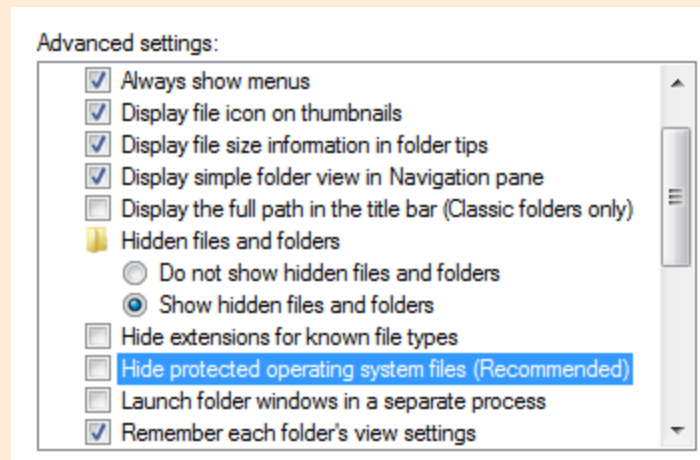 Advanced settings:
Always show menus
Display file icon on thumbnails
Display file size information in folder tips
Display simple folder view in Navigation pane
Display the full path in the title bar (Classic folders only)
Hidden files and folders
Do not show hidden files and folders
Show hidden files and folders
Hide extensions for known file types
Hide protected operating system files (Recommended)
Launch folder windows in a separate process
Remember each folder's view settings